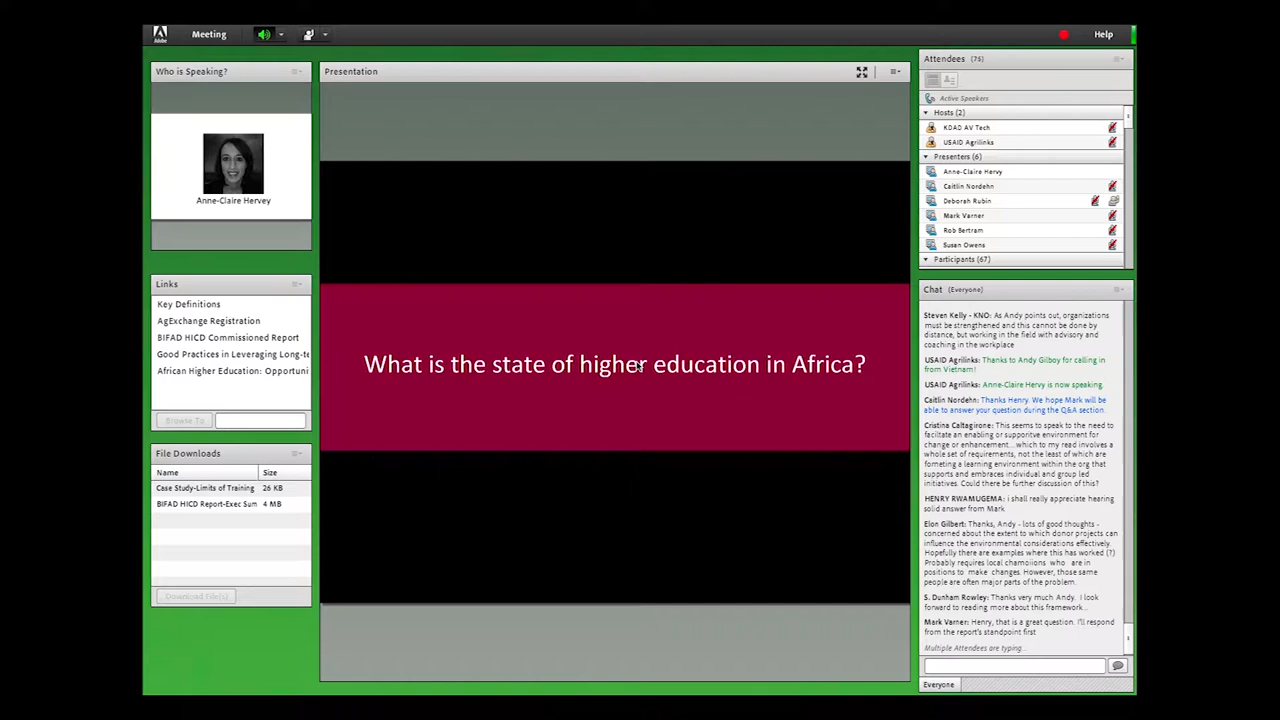 Adobe
Meeting
Help
Who is Speaking?
Anne-Claire Hervey
Links
Key Definitions
AgExchange Registration
BIFAD HICD Commissioned Report
Good Practices in Leveraging Long-te
African Higher Education: Opportuni
Browse To
File Downloads
Name Size
Case Study-Limits of Training 26 KB
BIFAD HICD Report-Exec Sum 4 MB
Download File(s)
Presentation
What is the state of higher education in Africa?
Attendees (75)
Active Speakers
Hosts (2)
KDAD AV Tech
USAID Agrilinks
Presenters (6)
Anne-Claire Hervy
Caitlin Nordehn
Deborah Rubin
Mark Varner
Rob Bertram
Susan Owens
Participants (67)
Chat (Everyone)
Steven Kelly - KNO: As Andy points out, organizations
must be strengthened and this cannot be done by
distance, but working in the field with advisory and
coaching in the workplace
USAID Agrilinks: Thanks to Andy Gilboy for calling in
from Vietnam!
USAID Agrilinks: Anne-Claire Hervy is now speaking.
Caitlin Nordehn: Thanks Henry. We hope Mark will be
able to answer your question during the Q&A section.
Cristina Caltagirone: This seems to speak to the need to
facilitate an enabling or supportive environment for
change or enhancement...which to my read involves a
whole set of requirements, not the least of which are
fometing a learning environment within the org that
supports and embraces individual and group led
initiatives. Could there be further discussion of this?
HENRY RWAMUGEMA: i shall really appreciate hearing
solid answer from Mark
Elon Gilbert: Thanks, Andy - lots of good thoughts -
concerned about the extent to which donor projects can
influence the environmental considerations effectively.
Hopefully there are examples where this has worked (?)
Probably requires local chamoiions who are in
positions to make changes. However, those same
people are often major parts of the problem.
S. Dunham Rowley: Thanks very much Andy. I look
forward to reading more about this framework..
Mark Varner: Henry, that is a great question. I'll respond
from the report's standpoint first
Multiple Attendees are typing..
Everyone